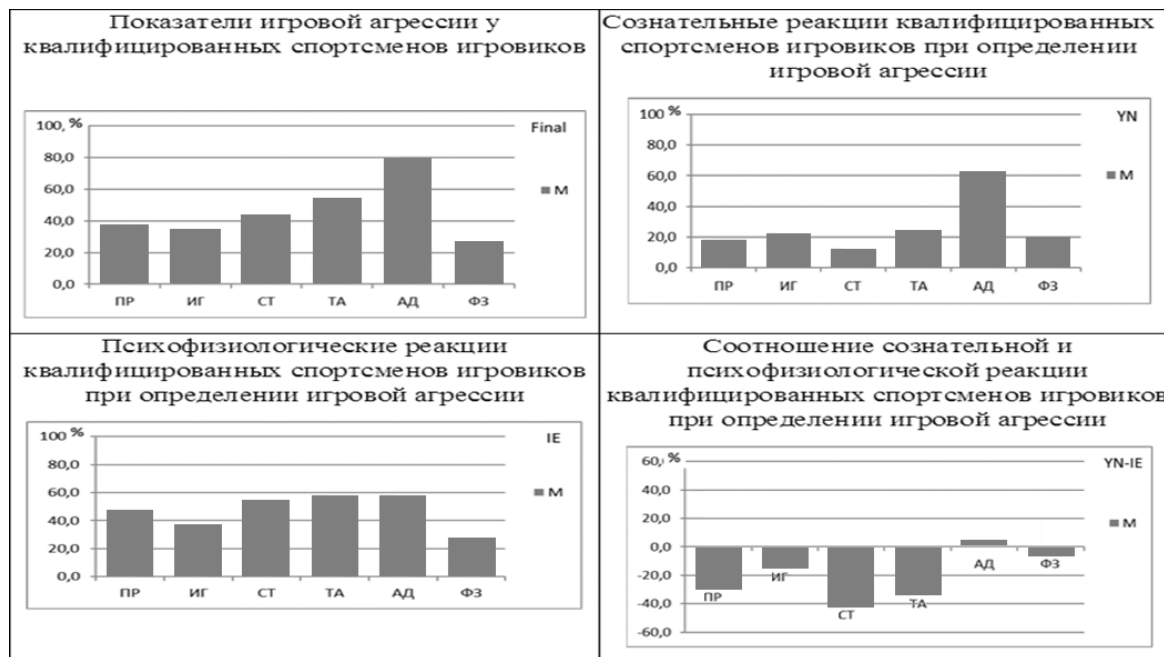 Показатели игровой агрессии у
квалифицированных спортсменов игровиков
100, %
Final
80,0
60,0
М
40,0
20,0
0,0
ПР ИГ СТ ТА АД ФЗ
Сознательные реакции квалифицированных
спортсменов игровиков при определении
игровой агрессии
100 %
YN
80,0
60,0
М
40,0
20,0
0,0
ПР ИГ СТ ТА АД ФЗ
Психофизиологические реакции
квалифицированных спортсменов игровиков
при определении игровой агрессии
100 %
IE
80,0
60,0
М
40,0
20,0
0,0
ПР ИГ СТ ТА АД ФЗ
Соотношение сознательной и
психофизиологической реакции
квалифицированных спортсменов игровиков
при определении игровой агрессии
60, %
YN-IE
40,0
20,0
М
0,0
АД ФЗ
ИГ
-20,0
ПР
ТА
-40,0
СТ
-60,0